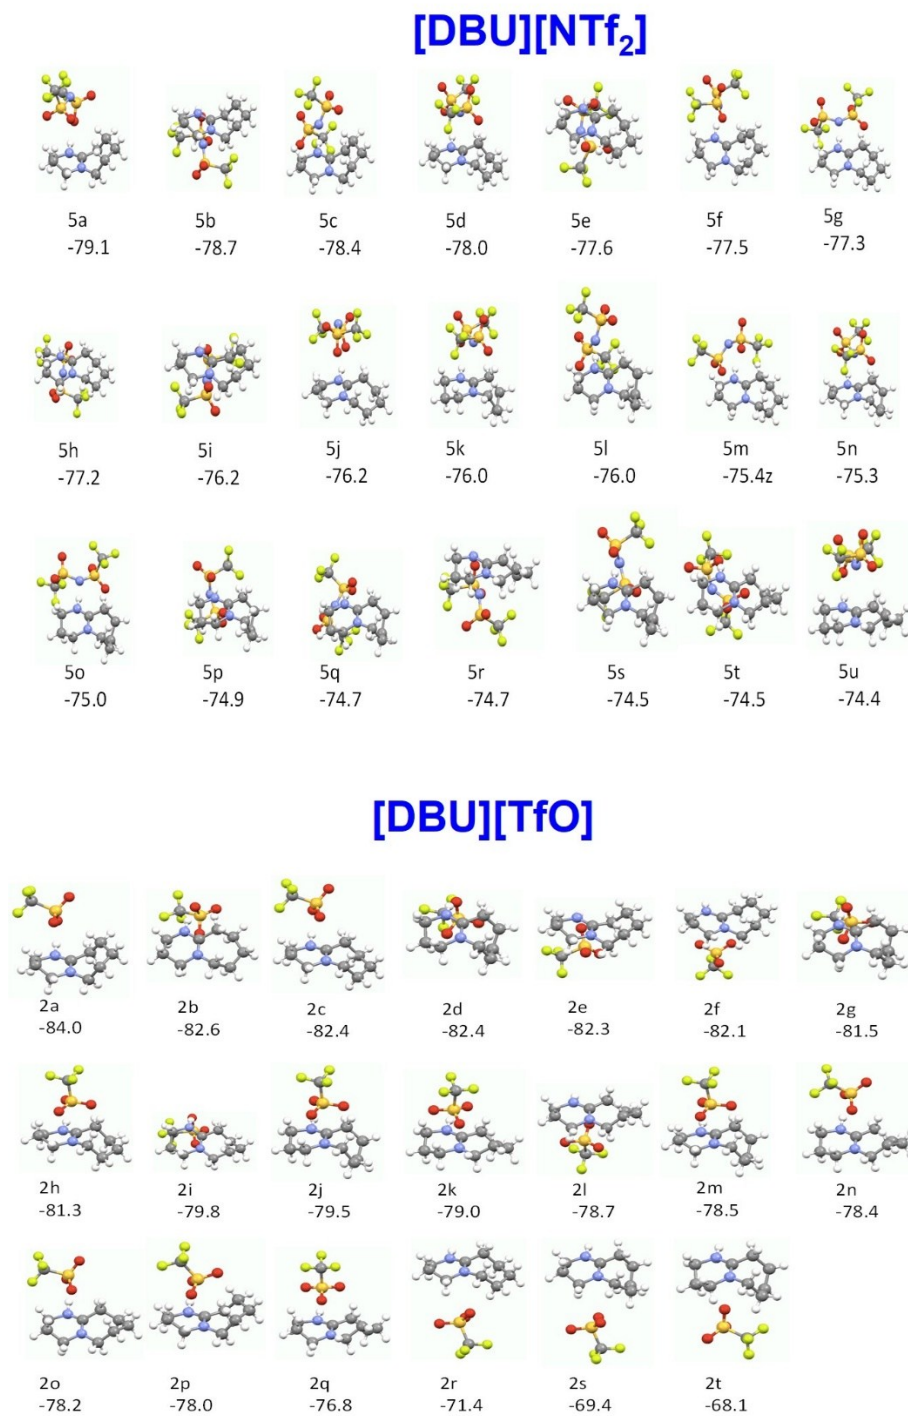 [DBU][NTf2]
5a 5b 5c 5d 5e 5f 5g
-79.1 -78.7 -78.4 -78.0 -77.6 -77.5 -77.3
5h 5i 5j 5k 5l 5m 5n
-77.2 -76.2 -76.2 -76.0 -76.0 -75.4z -75.3
5o 5p 5q 5r 5s 5t 5u
-75.0 -74.9 -74.7 -74.7 -74.5 -74.5 -74.4
[DBU][TfO]
2a 2b 2c 2d 2e 2f 2g
-84.0 -82.6 -82.4 -82.4 -82.3 -82.1 -81.5
2h 2i 2j 2k 2l 2m 2n
-81.3 -79.8 -79.5 -79.0 -78.7 -78.5 -78.4
2o 2p 2q 2r 2s 2t
-78.2 -78.0 -76.8 -71.4 -69.4 -68.1